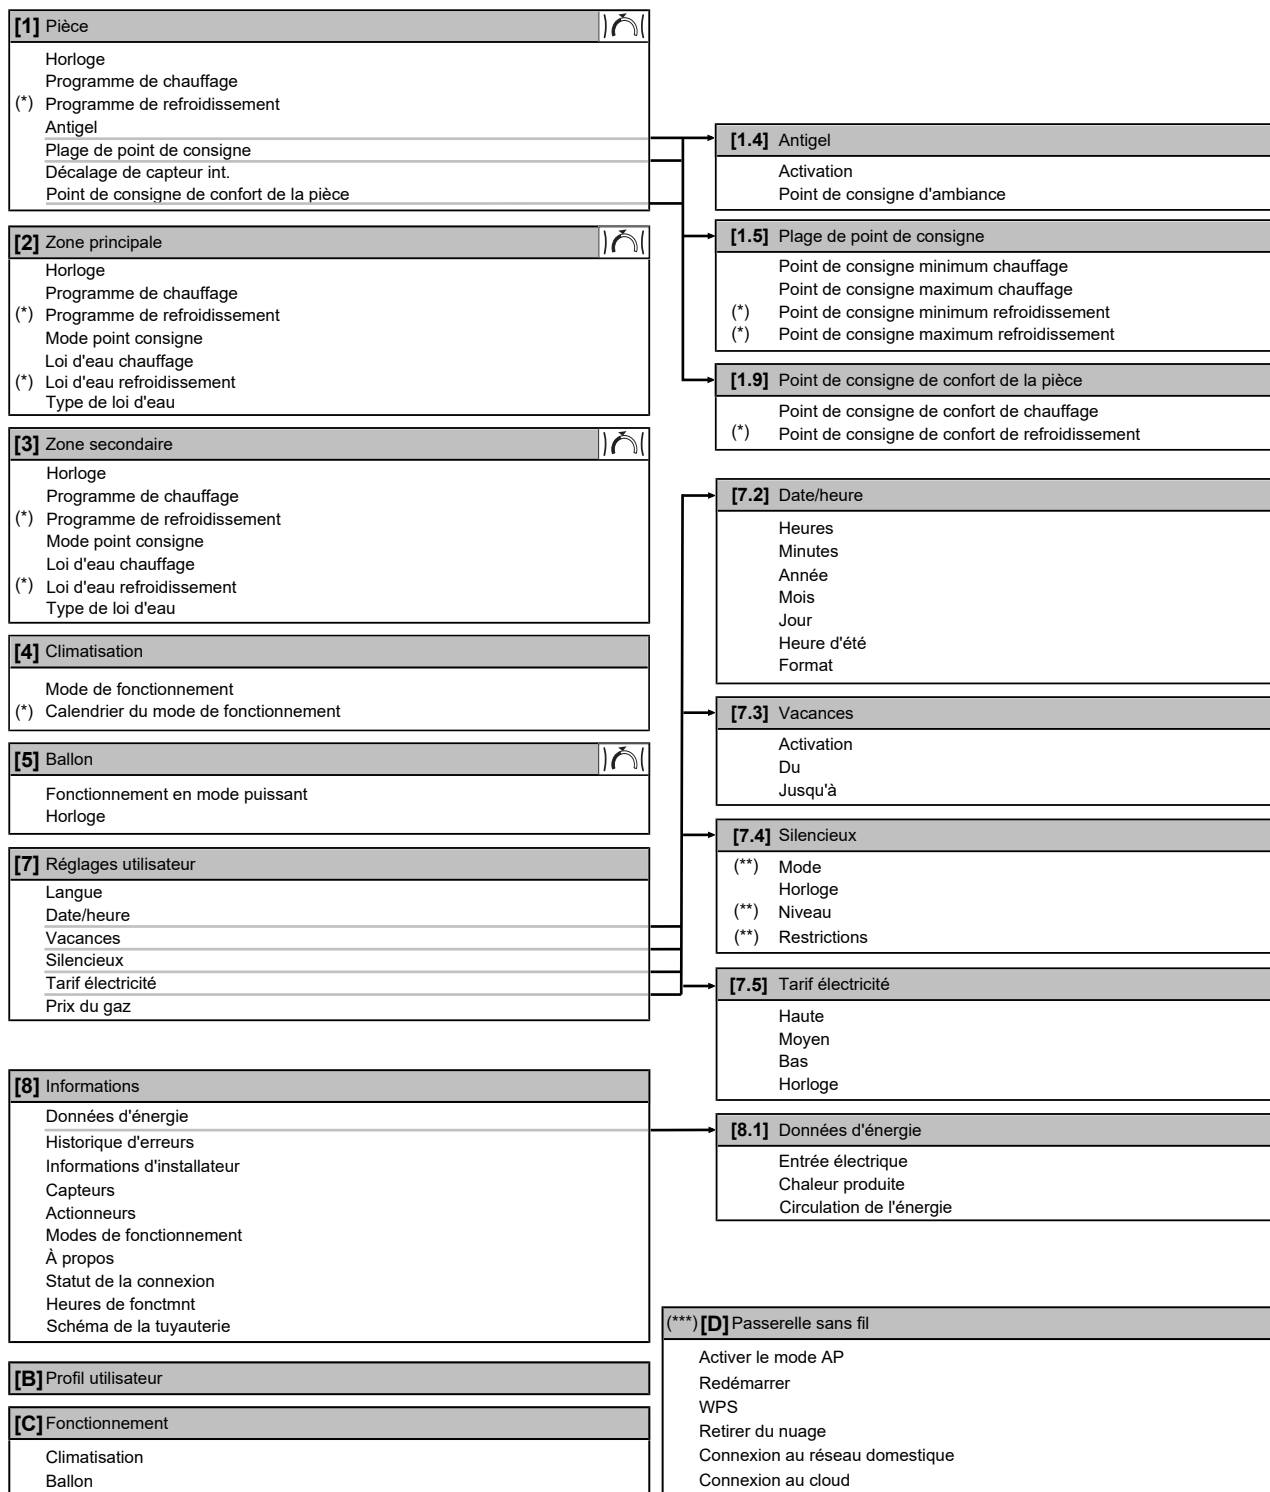 [1] Pièce
Horloge
Programme de chauffage
(*) Programme de refroidissement
Antigel
Plage de point de consigne
Décalage de capteur int.
Point de consigne de confort de la pièce
[2] Zone principale
Horloge
Programme de chauffage
(*) Programme de refroidissement
Mode point consigne
Loi d'eau chauffage
(*) Loi d'eau refroidissement
Type de loi d'eau
[3] Zone secondaire
Horloge
Programme de chauffage
(*) Programme de refroidissement
Mode point consigne
Loi d'eau chauffage
(*) Loi d'eau refroidissement
Type de loi d'eau
[4] Climatisation
Mode de fonctionnement
(*) Calendrier du mode de fonctionnement
[5] Ballon
Fonctionnement en mode puissant
Horloge
[7] Réglages utilisateur
Langue
Date/heure
Vacances
Silencieux
Tarif électricité
Prix du gaz
[8] Informations
Données d'énergie
Historique d'erreurs
Informations d'installateur
Capteurs
Actionneurs
Modes de fonctionnement
À propos
Statut de la connexion
Heures de fonctmnt
Schéma de la tuyauterie
[B] Profil utilisateur
[C] Fonctionnement
Climatisation
Ballon
[1.4] Antigel
Activation
Point de consigne d'ambiance
[1.5] Plage de point de consigne
Point de consigne minimum chauffage
Point de consigne maximum chauffage
(*) Point de consigne minimum refroidissement
(*) Point de consigne maximum refroidissement
[1.9] Point de consigne de confort de la pièce
Point de consigne de confort de chauffage
(*) Point de consigne de confort de refroidissement
[7.2] Date/heure
Heures
Minutes
Année
Mois
Jour
Heure d'été
Format
[7.3] Vacances
Activation
Du
Jusqu'à
[7.4] Silencieux
(**) Mode
Horloge
(**) Niveau
(**) Restrictions
[7.5] Tarif électricité
Haute
Moyen
Bas
Horloge
[8.1] Données d'énergie
Entrée électrique
Chaleur produite
Circulation de l'énergie
(***) [D] Passerelle sans fil
Activer le mode AP
Redémarrer
WPS
Retirer du nuage
Connexion au réseau domestique
Connexion au cloud